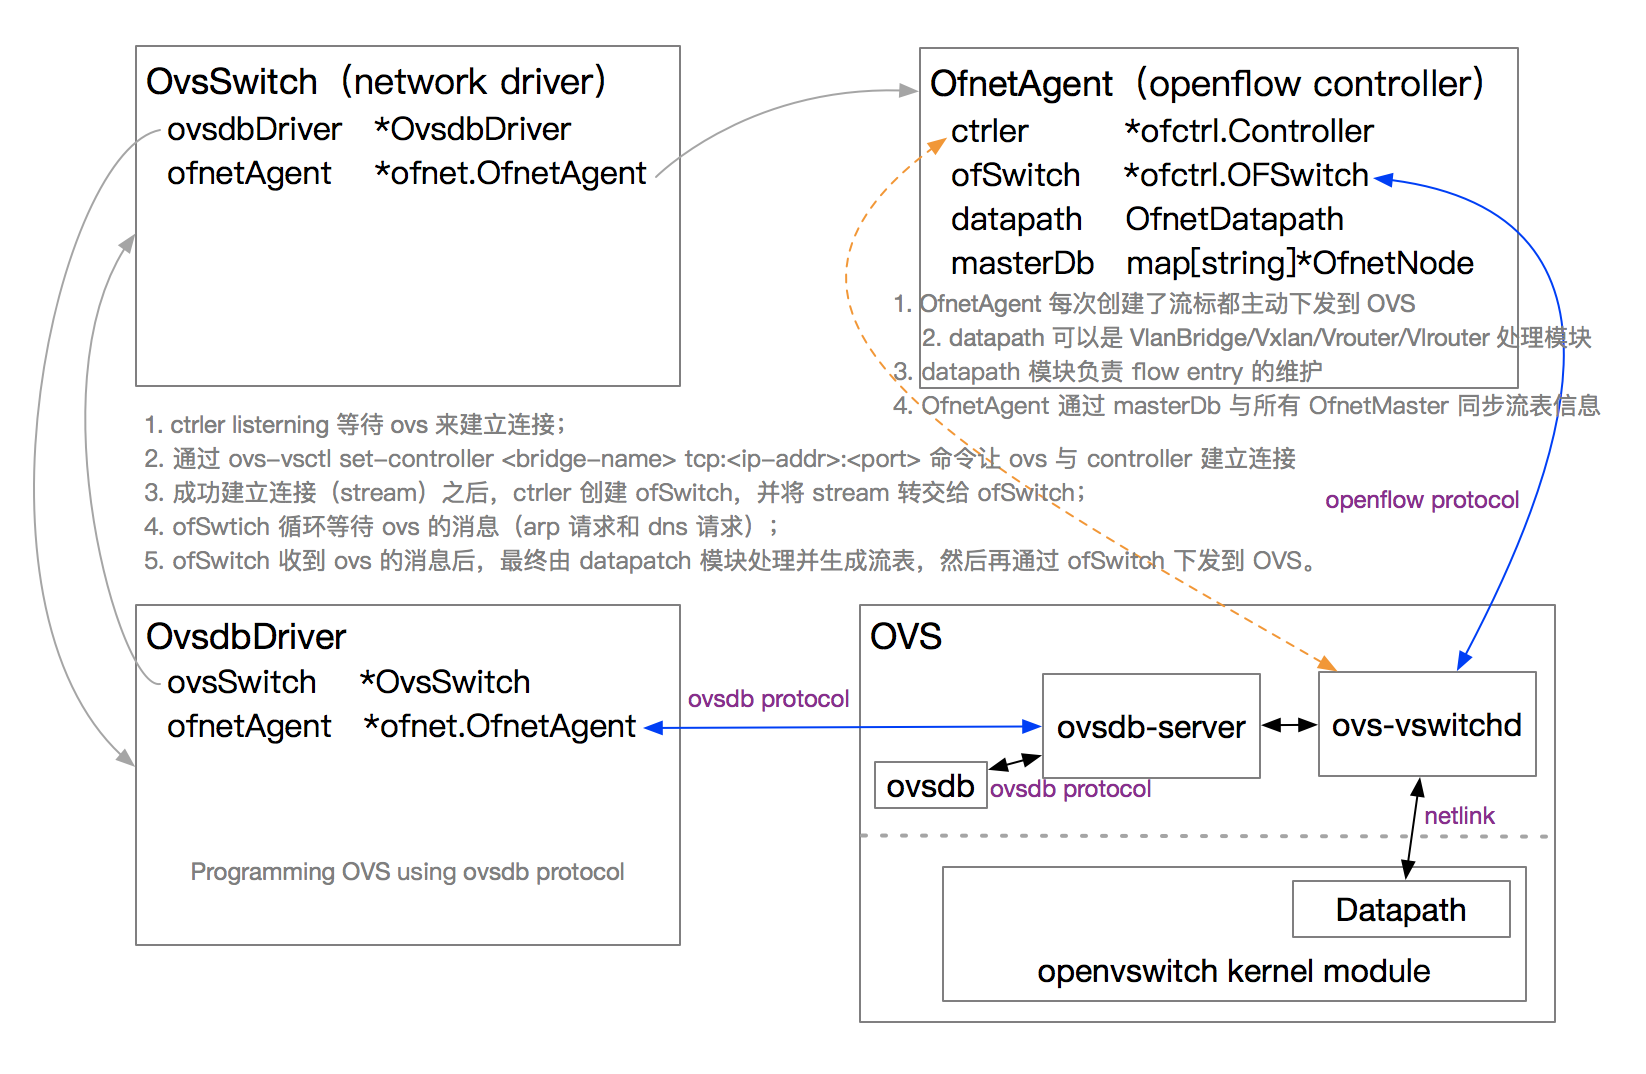 OvsSwitch（network driver）
ovsdbDriver *OvsdbDriver
ofnetAgent *ofnet.OfnetAgent
OfnetAgent（openflow controller）
ctrler *ofctrl.Controller
ofSwitch *ofctrl.OFSwitch
datapath OfnetDatapath
masterDb map[string]*OfnetNode
1. OfnetAgent 每次创建了流标都主动下发到 OVS
2. datapath 可以是 VlanBridge/Vxlan/Vrouter/Vlrouter 处理模块
3. datapath 模块负责 flow entry 的维护
4. OfnetAgent 通过 masterDb 与所有 OfnetMaster 同步流表信息
1. ctrler listerning 等待 ovs 来建立连接；
2. 通过 ovs-vsctl set-controller <bridge-name> tcp:<ip-addr>:<port> 命令让 ovs 与 controller 建立连接
3. 成功建立连接（stream）之后，ctrler 创建 ofSwitch，并将 stream 转交给 ofSwitch；
4. ofSwtich 循环等待 ovs 的消息（arp 请求和 dns 请求）；
5. ofSwitch 收到 ovs 的消息后，最终由 datapatch 模块处理并生成流表，然后再通过 ofSwitch 下发到 OVS。
openflow protocol
OvsdbDriver
ovsSwitch *OvsSwitch
ofnetAgent *ofnet.OfnetAgent
Programming OVS using ovsdb protocol
ovsdb protocol
OVS
ovsdb-server
ovs-vswitchd
ovsdb
ovsdb protocol
netlink
Datapath
openvswitch kernel module